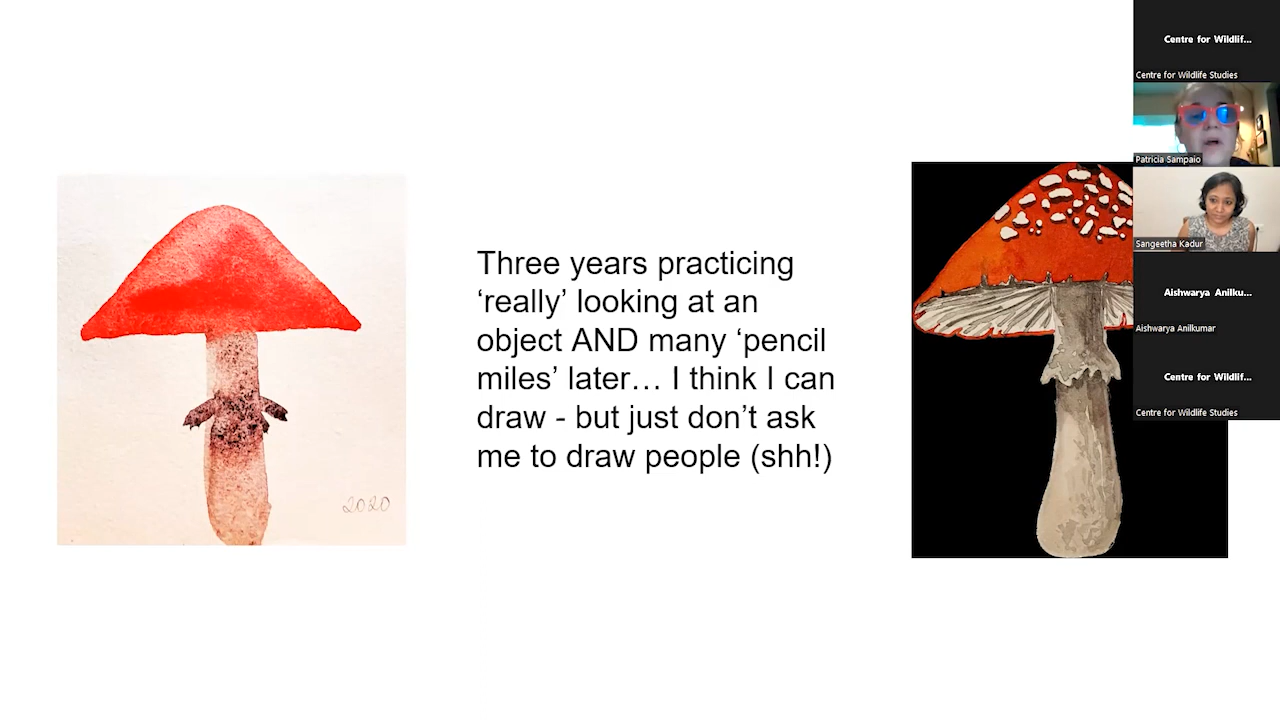 Three years practicing
‘really’ looking at an
object AND many ‘pencil
miles’ later… I think I can
draw - but just don’t ask
me to draw people (shh!)
2020
Centre for Wildlif...
Centre for Wildlife Studies
Patricia Sampaio
Sangeetha Kadur
Aishwarya Anilku...
Aishwarya Anilkumar
Centre for Wildlif...
Centre for Wildlife Studies